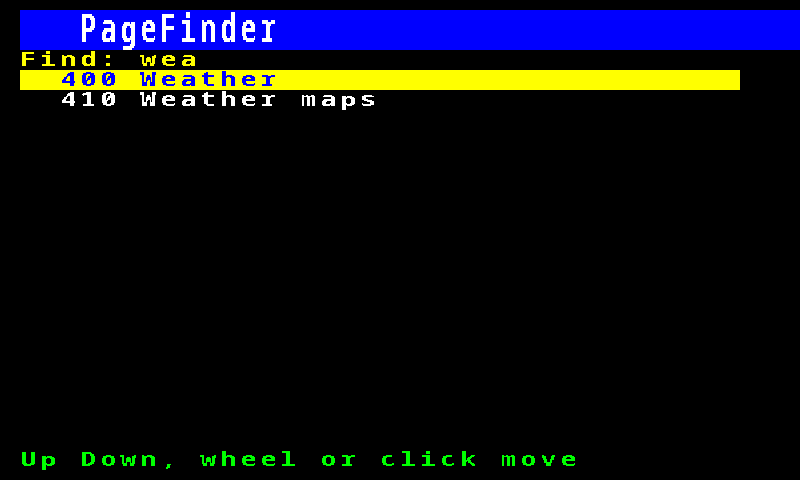 PageFinder
Find: wea
400 Weather
410 Weather maps
Up Down, wheel or click move